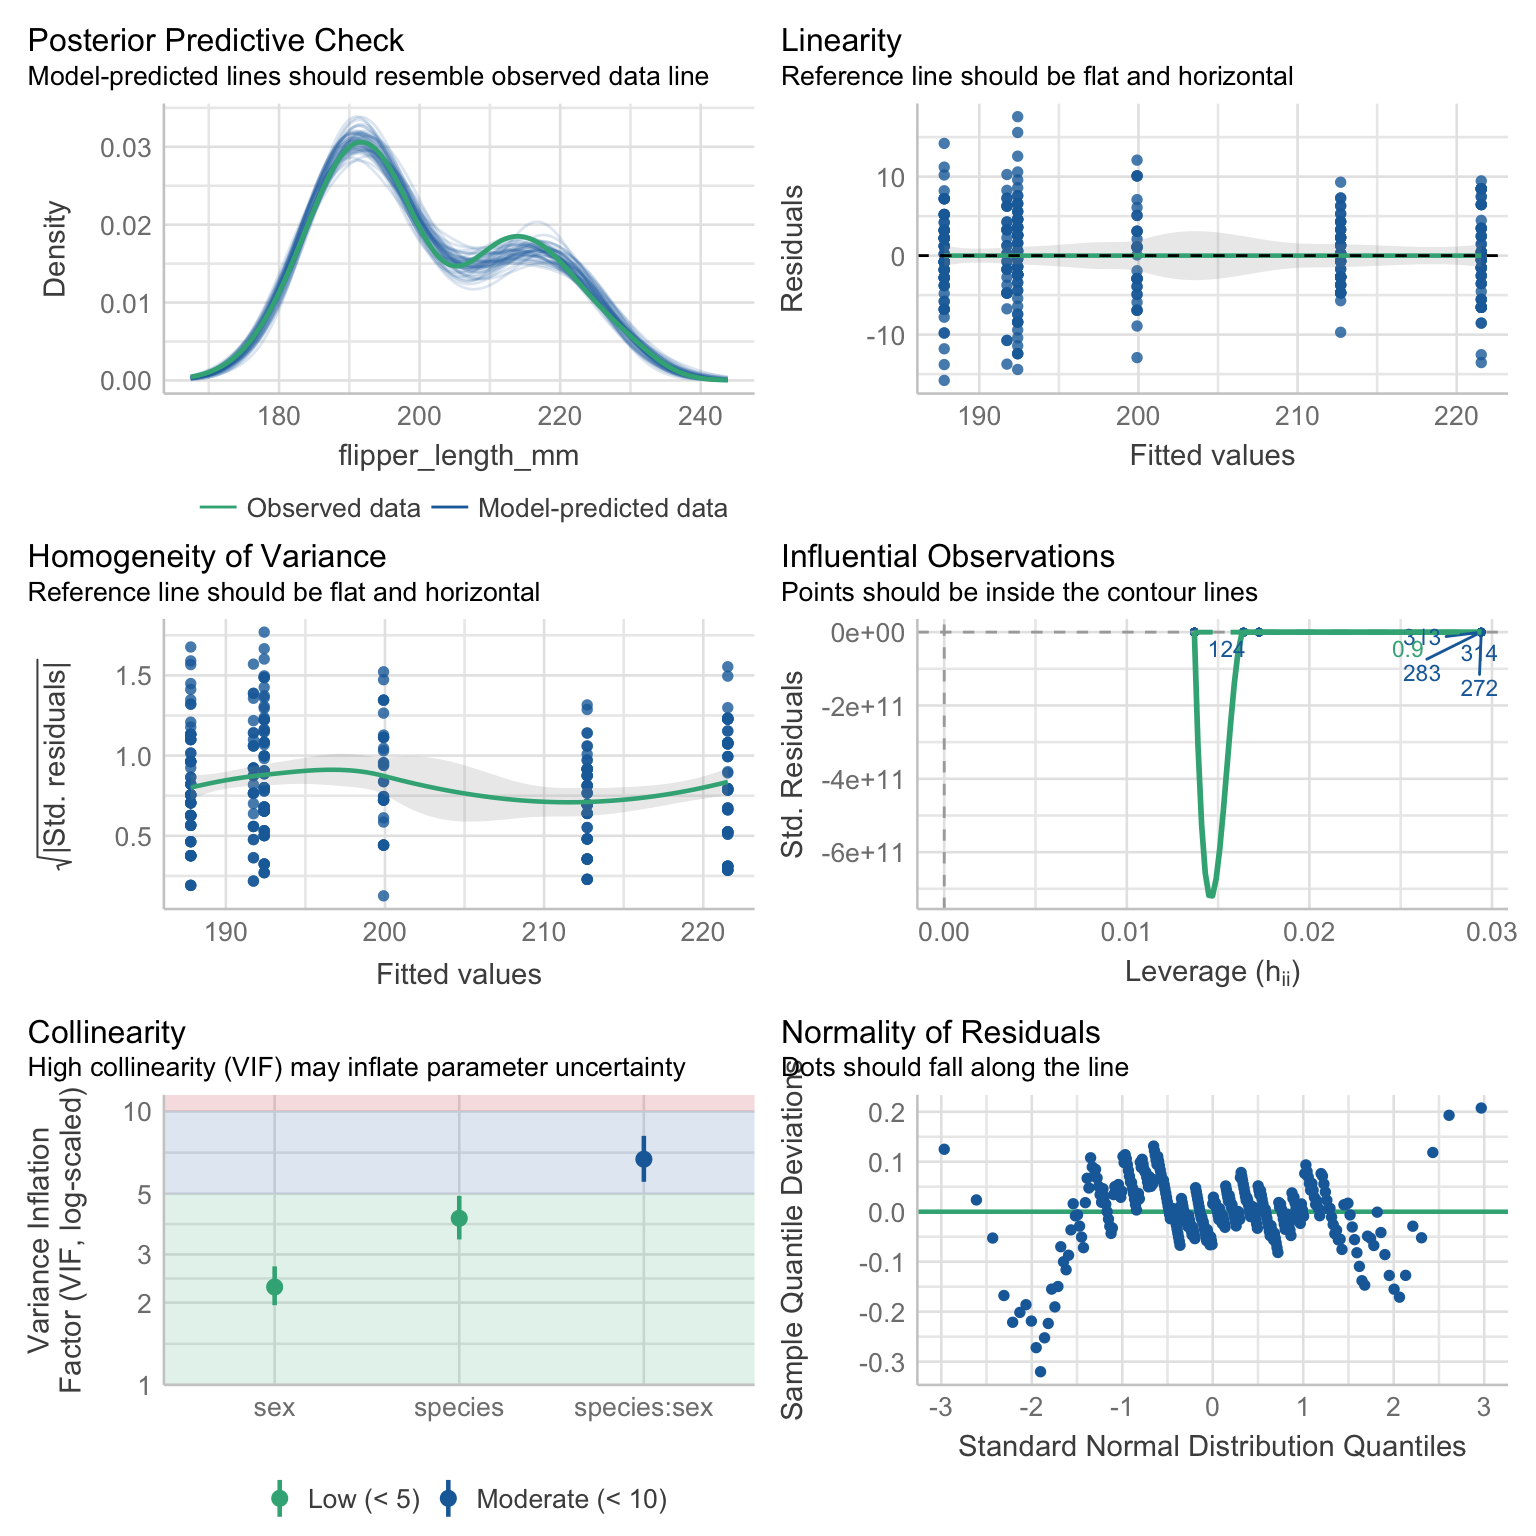 Posterior Predictive Check
Model-predicted lines should resemble observed data line
Density
0.03
0.02
0.01
0.00
180 200 220 240
flipper_length_mm
Observed data Model-predicted data
Linearity
Reference line should be flat and horizontal
Residuals
10
0
-10
190 200 210 220
Fitted values
Homogeneity of Variance
Reference line should be flat and horizontal
√|Std. residuals|
1.5
1.0
0.5
190 200 210 220
Fitted values
Influential Observations
Points should be inside the contour lines
Std. Residuals
0e+00
-2e+11
-4e+11
-6e+11
124
313
0.9
314
283
272
0.00 0.01 0.02 0.03
Leverage (hii)
Collinearity
High collinearity (VIF) may inflate parameter uncertainty
Variance Inflation
Factor (VIF, log-scaled)
10
5
3
2
1
sex species species:sex
Low (< 5) Moderate (< 10)
Normality of Residuals
Dots should fall along the line
Sample Quantile Deviations
0.2
0.1
0.0
-0.1
-0.2
-0.3
-3 -2 -1 0 1 2 3
Standard Normal Distribution Quantiles